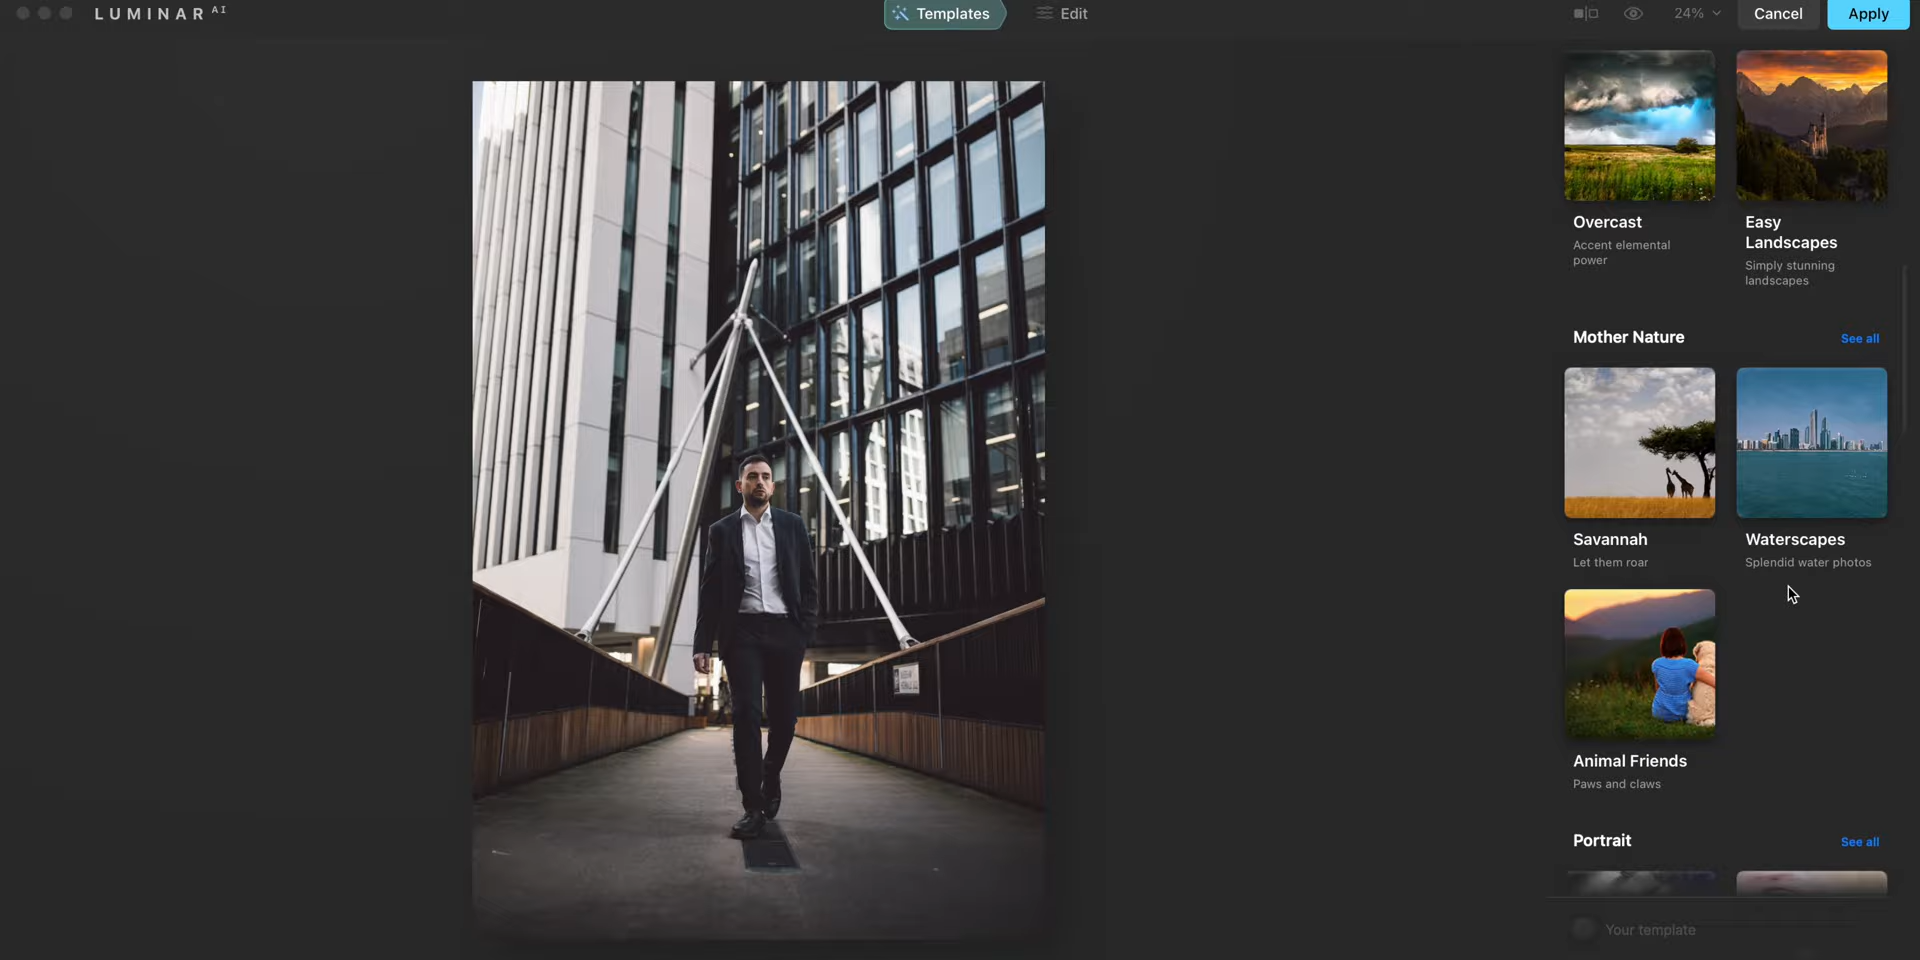 LUMINAR AI
Templates
Edit
24%
Cancel
Apply
Overcast
Accent elemental
power
Easy
Landscapes
Simply stunning
landscapes
Mother Nature
See all
Savannah
Let them roar
Waterscapes
Splendid water photos
Animal Friends
Paws and claws
Portrait
See all
Your template